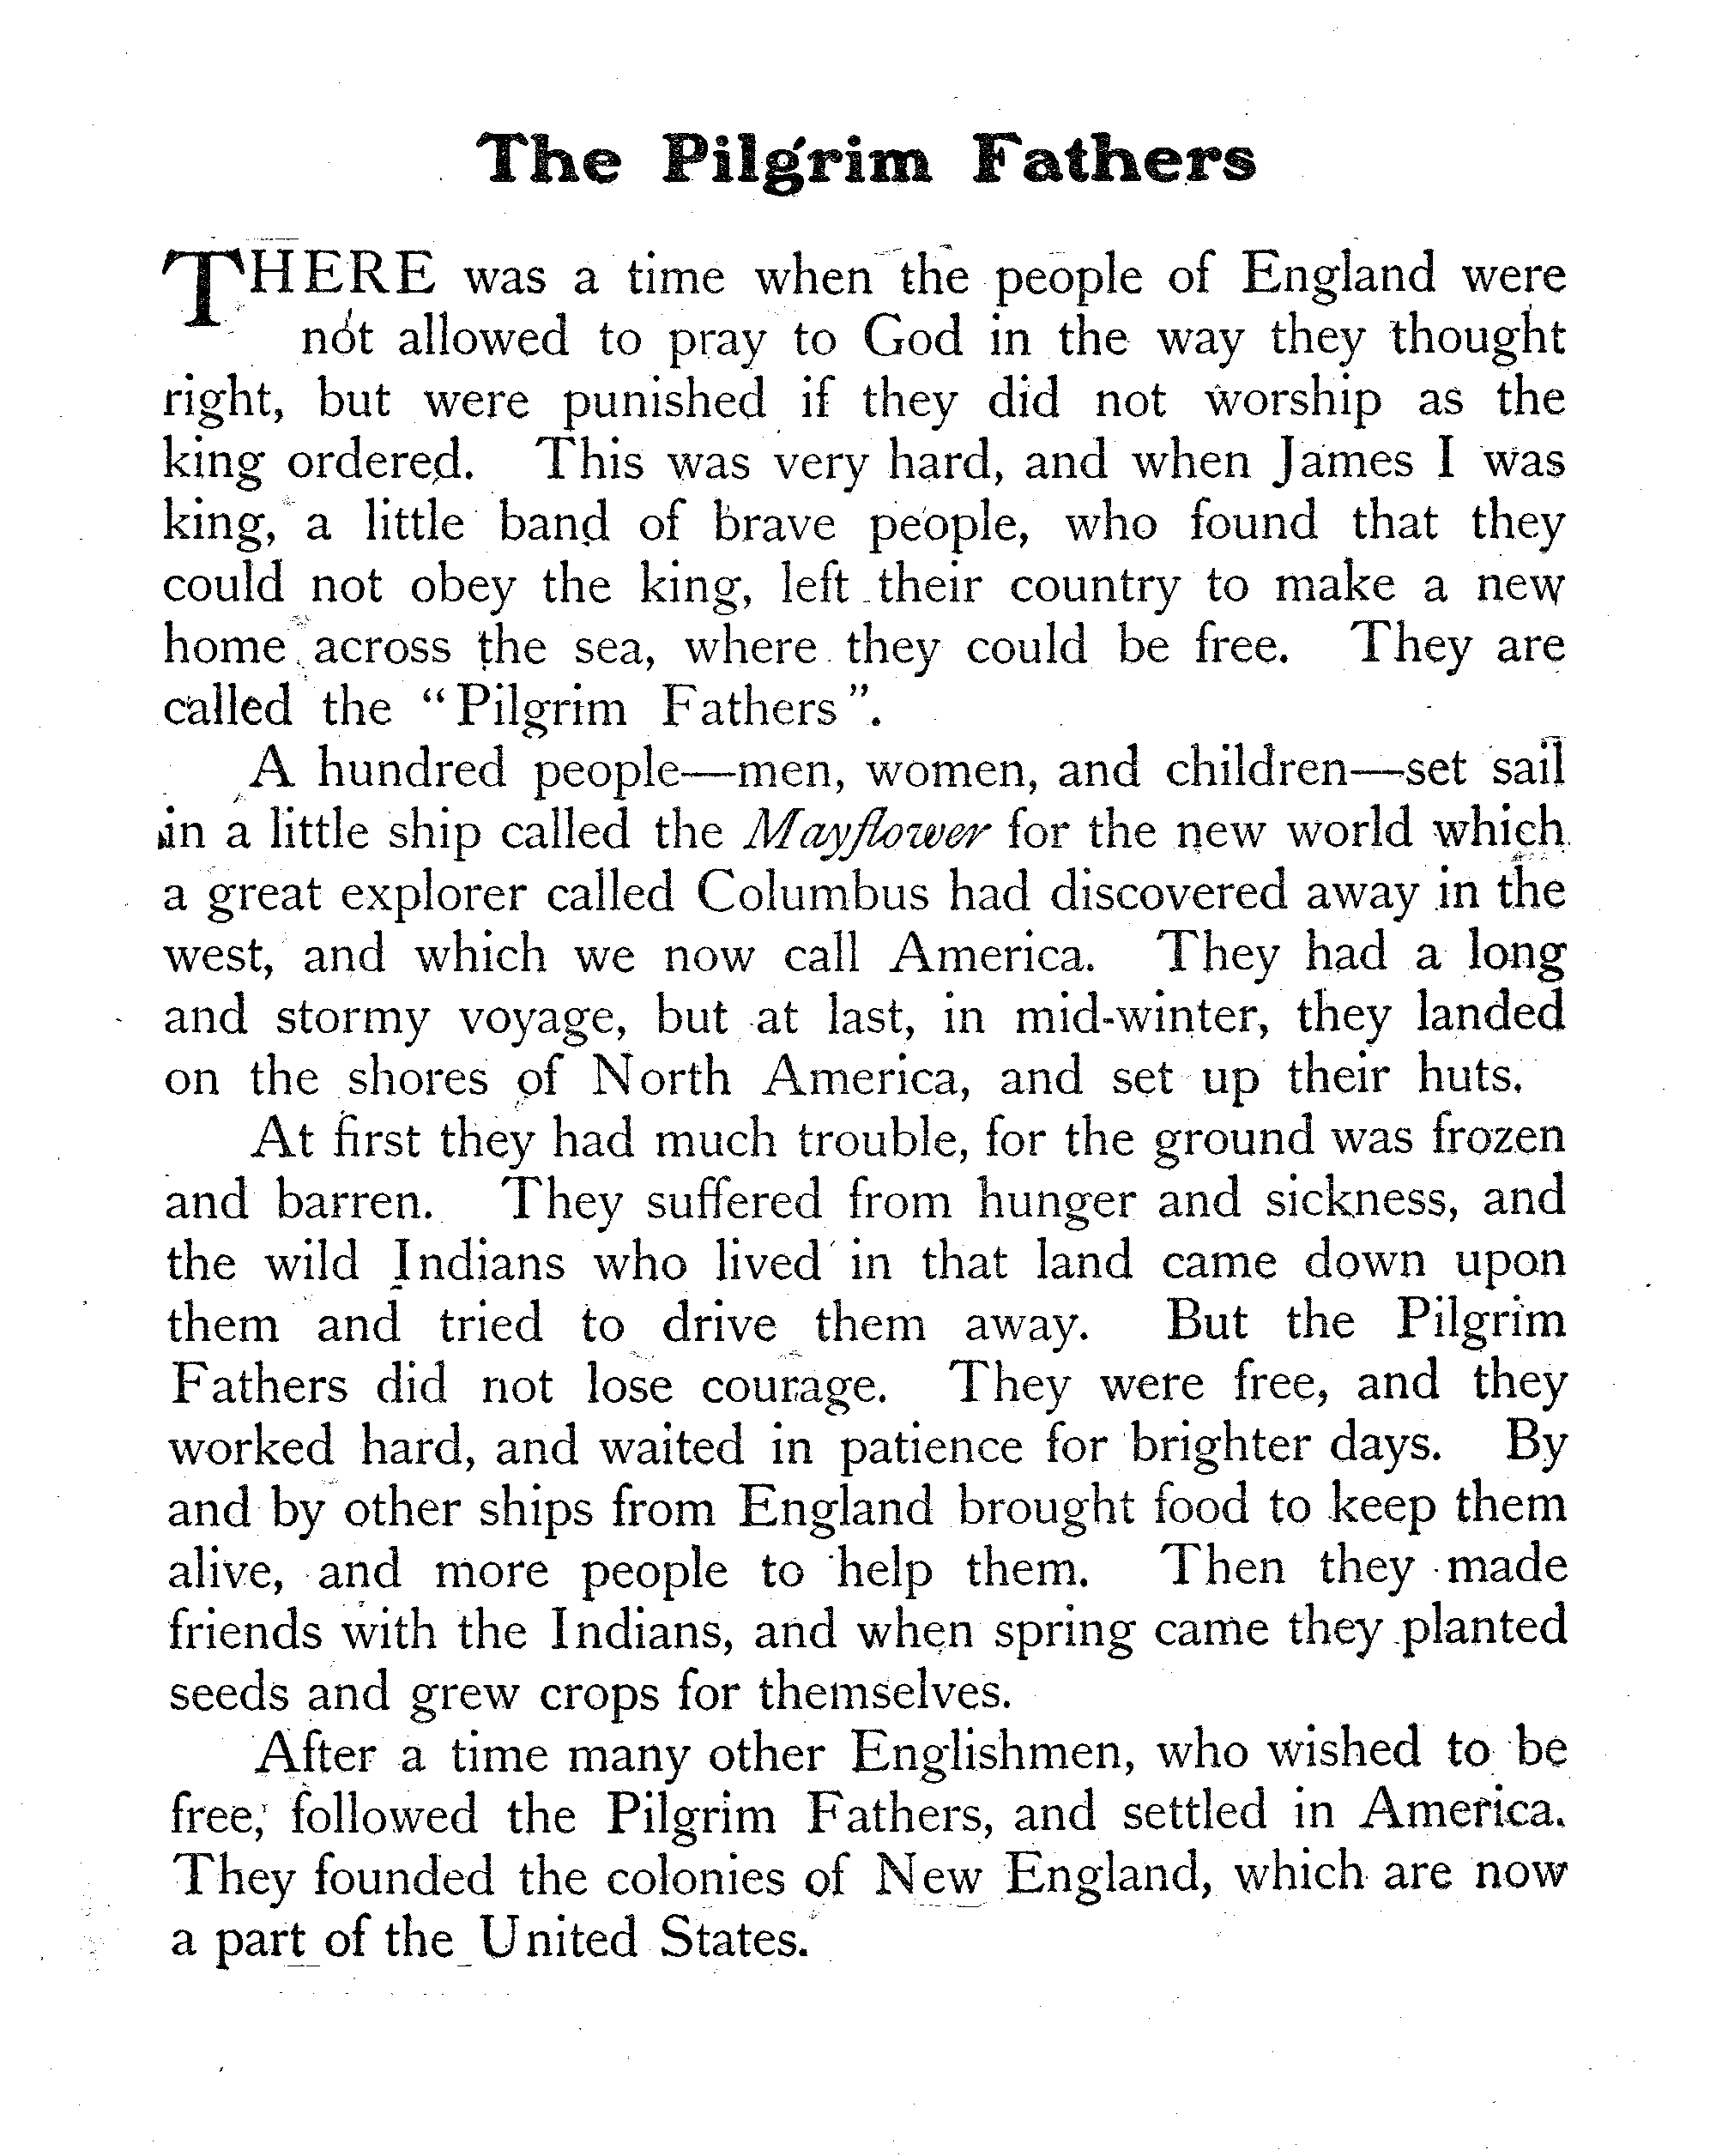 The Pilgrim Fathers
THERE was a time when the people of England were
not allowed to pray to God in the way they thought
right, but were punished if they did not worship as the
king ordered. This was very hard, and when James I was
king, a little band of brave people, who found that they
could not obey the king, left their country to make a new
home across the sea, where they could be free. They are
called the “Pilgrim Fathers”.
A hundred people—men, women, and children—set sail
in a little ship called the Mayflower for the new world which
a great explorer called Columbus had discovered away in the
west, and which we now call America. They had a long
and stormy voyage, but at last, in mid-winter, they landed
on the shores of North America, and set up their huts.
At first they had much trouble, for the ground was frozen
and barren. They suffered from hunger and sickness, and
the wild Indians who lived in that land came down upon
them and tried to drive them away. But the Pilgrim
Fathers did not lose courage. They were free, and they
worked hard, and waited in patience for brighter days. By
and by other ships from England brought food to keep them
alive, and more people to help them. Then they made
friends with the Indians, and when spring came they planted
seeds and grew crops for themselves.
After a time many other Englishmen, who wished to be
free, followed the Pilgrim Fathers, and settled in America.
They founded the colonies of New England, which are now
a part of the United States.